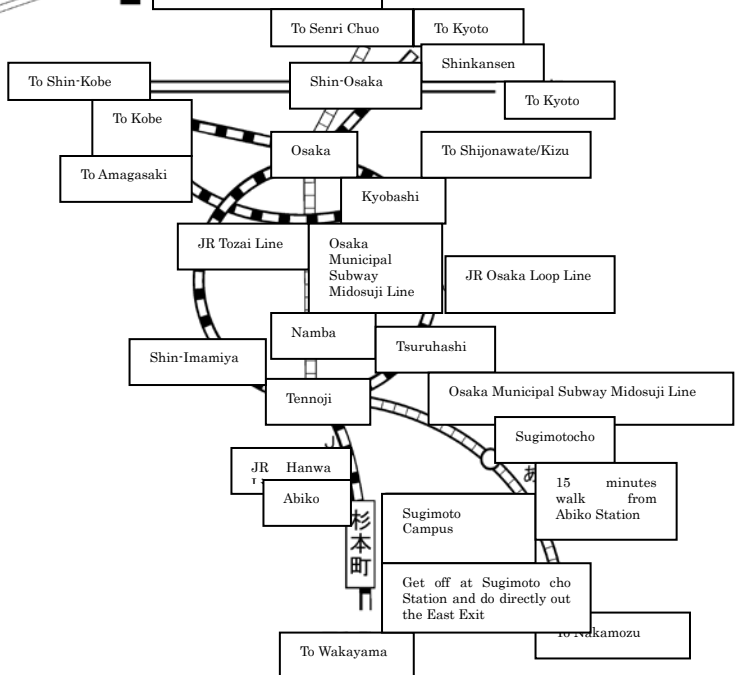 To Senri Chuo
To Kyoto
Shinkansen
To Shin-Kobe
Shin-Osaka
To Kyoto
To Kobe
Osaka
To Shijonawate/Kizu
To Amagasaki
Kyobashi
JR Tozai Line
Osaka
Municipal
Subway
Midosuji Line
JR Osaka Loop Line
Namba
Tsuruhashi
Shin-Imamiya
Tennoji
Osaka Municipal Subway Midosuji Line
Sugimotocho
J
JR Hanwa
あ
15 minutes
walk from
Abiko Station
Abiko
杉本町
Sugimoto
Campus
Get off at Sugimoto cho
Station and do directly out
the East Exit
Nakamozu
To Wakayama